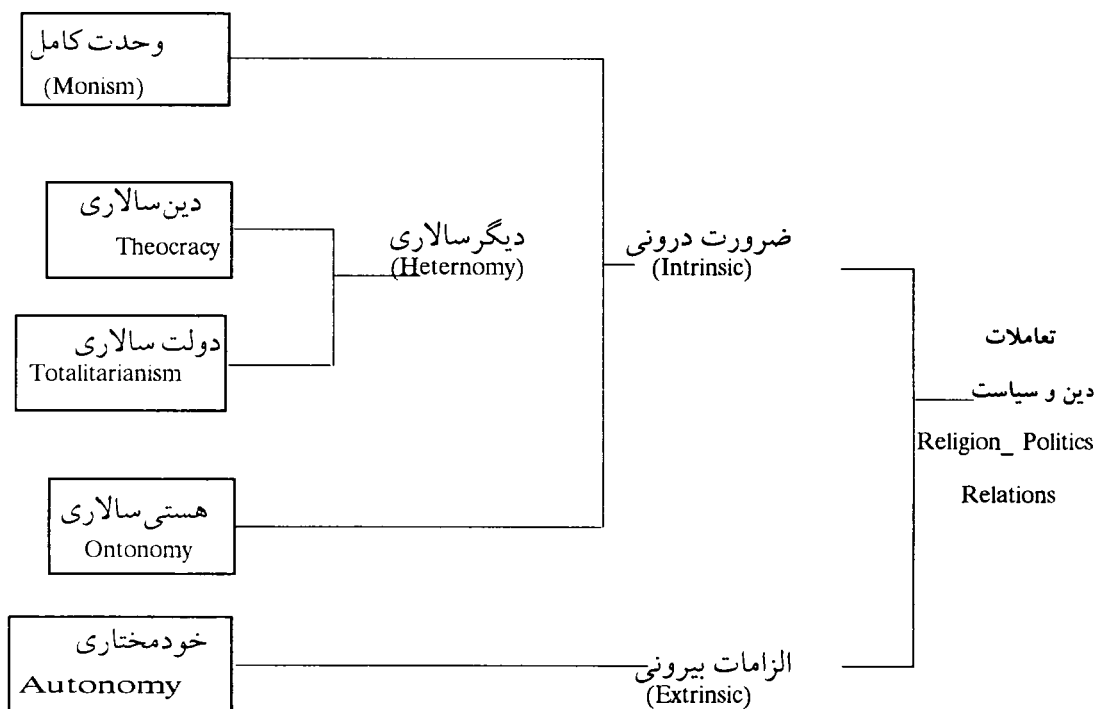 وحدت کامل
(Monism)
دین‌سالاری
Theocracy
دیگرسالاری
(Heternomy)
ضرورت درونی
(Intrinsic)
دولت سالاری
Totalitarianism
تعاملات
دین و سیاست
Religion_ Politics
Relations
هستی‌سالاری
Ontonomy
خودمختاری
Autonomy
الزامات بیرونی
(Extrinsic)